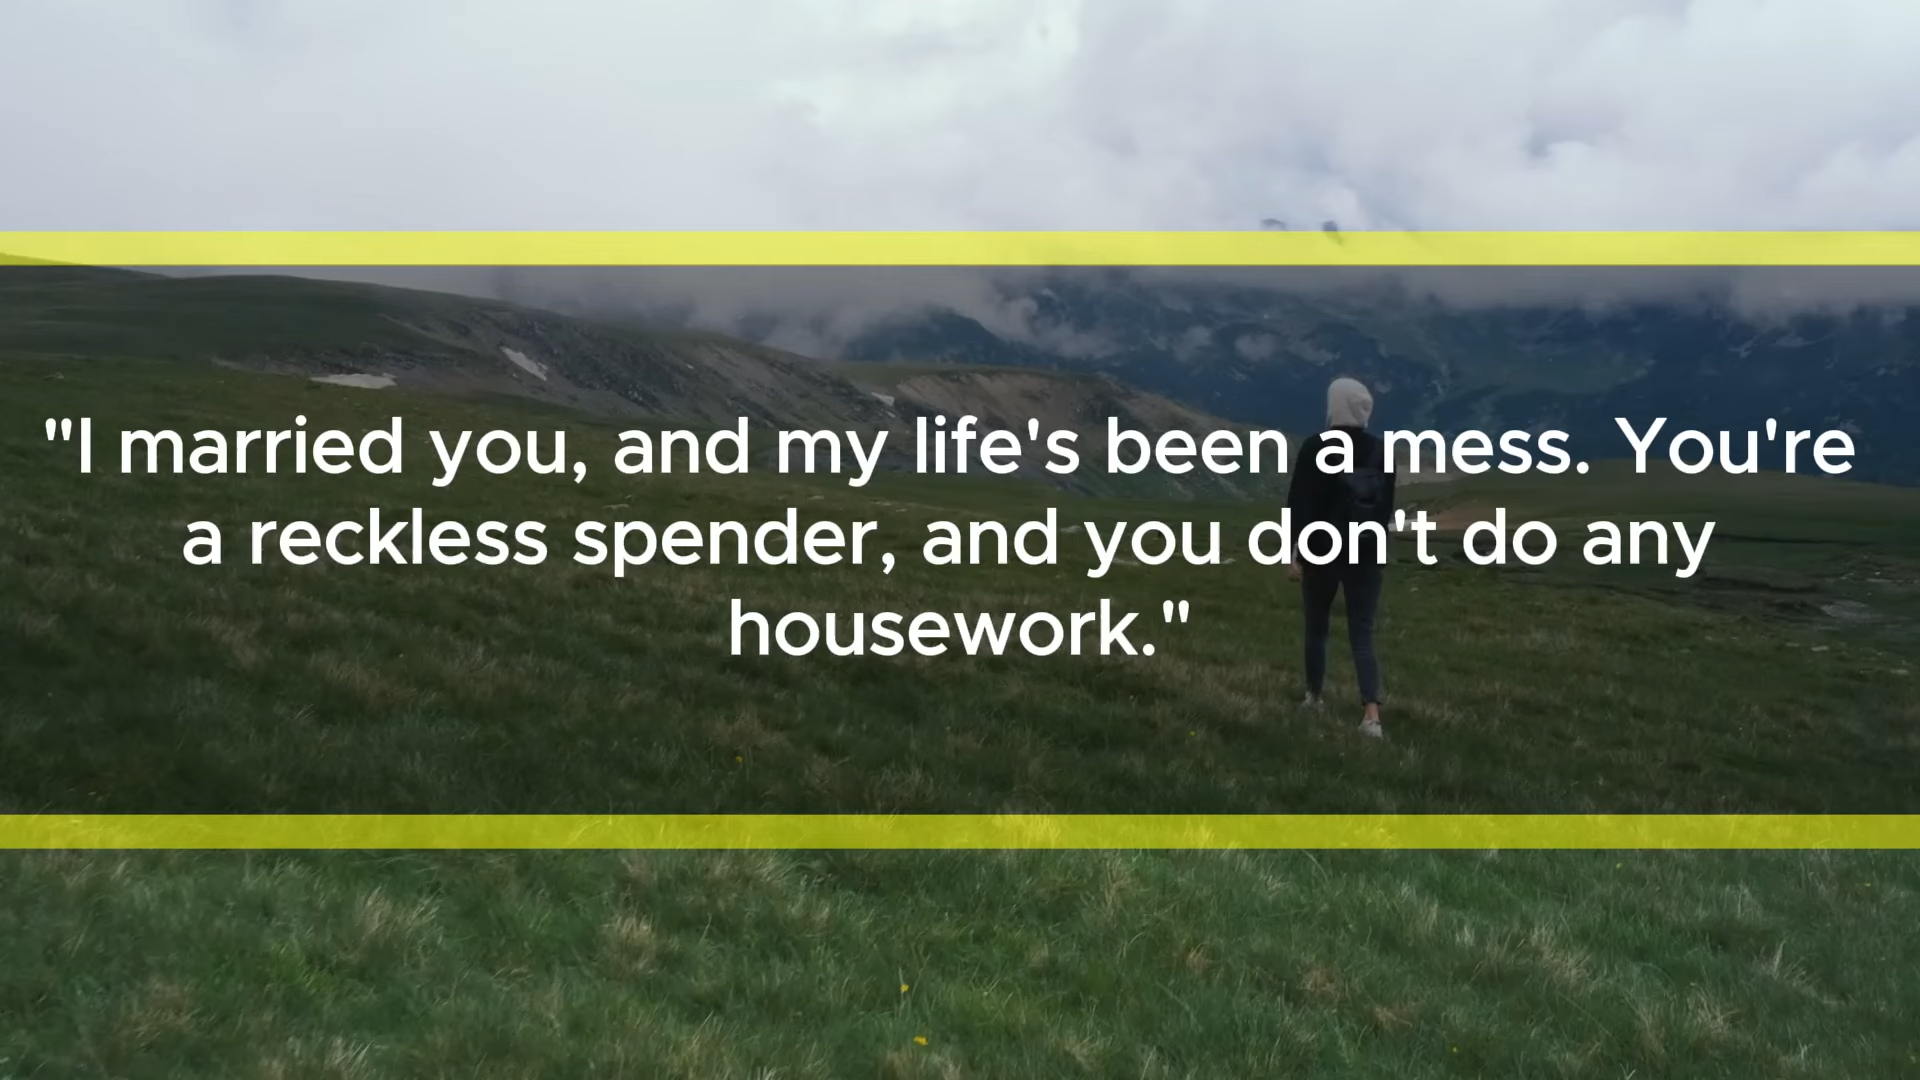 "I married you, and my life's been a mess. You're
a reckless spender, and you don't do any
housework."